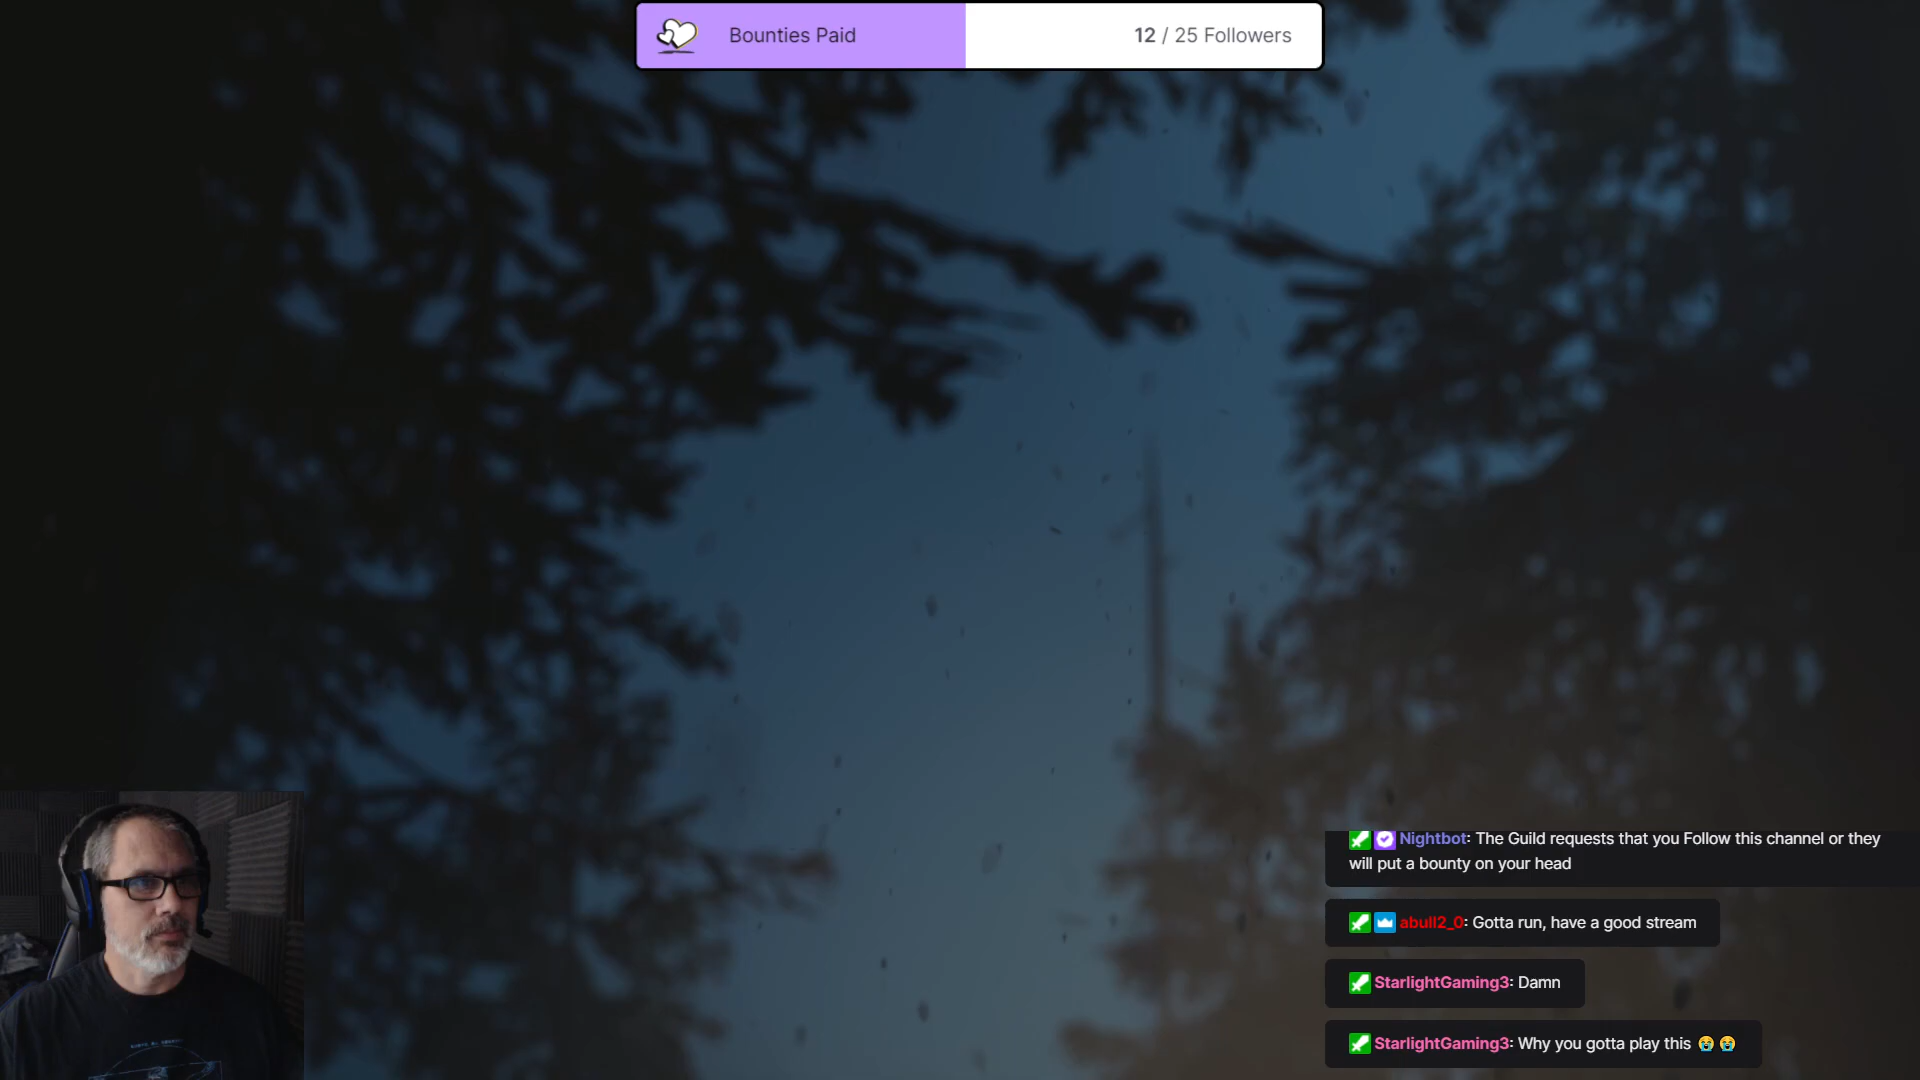 Bounties Paid
12 / 25 Followers
Nightbot: The Guild requests that you Follow this channel or they
will put a bounty on your head
abull2_0: Gotta run, have a good stream
StarlightGaming3: Damn
StarlightGaming3: Why you gotta play this 😭😭